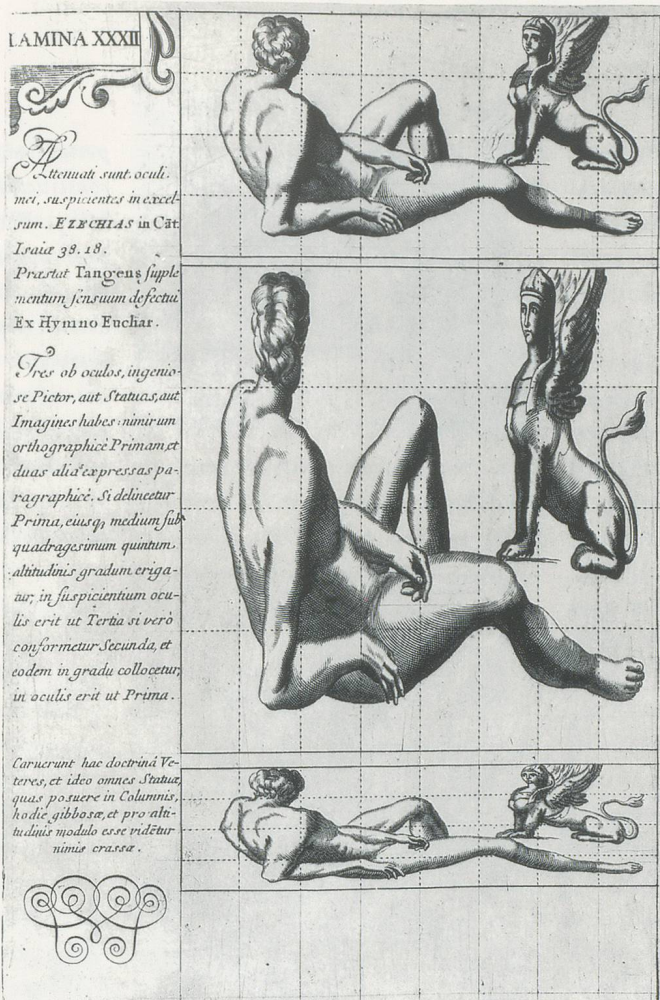 LAMINA XXXII
Attenuati sunt. oculi.
mei, suspicientes in excel-
sum. EZECHIAS in Cāt.
Isaiæ 38. 18.
Præstat Tangens supple
mentum sensuum defectui
Ex Hymno Euchar.
Tres ob oculos, ingenio-
se Pictor, aut Statuas, aut
Imagines habes: nimirum
orthographicè Primam, et
duas aliàs expressas pa-
ragraphicè. Si delineetur
Prima, eiusq; medium sub
quadragesimum quintum.
altitudinis gradum eriga-
tur, in suspicientium ocu-
lis erit ut Tertia si verò
conformetur Secunda, et
eodem in gradu collocetur,
in oculis erit ut Prima.
Caruerunt hac doctrinâ Ve-
teres, et ideo omnes Statuæ,
quas posuere in Columnis,
hodie gibbosæ, et pro alti-
tudinis modulo esse vidētur
nimis crassæ.